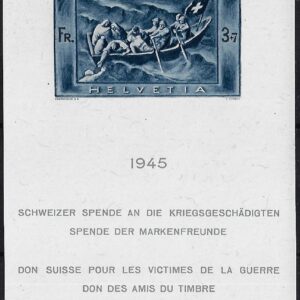 FR. 3+7
HELVETIA
1945
SCHWEIZER SPENDE AN DIE KRIEGSGESCHÄDIGTEN
SPENDE DER MARKENFREUNDE
DON SUISSE POUR LES VICTIMES DE LA GUERRE
DON DES AMIS DU TIMBRE